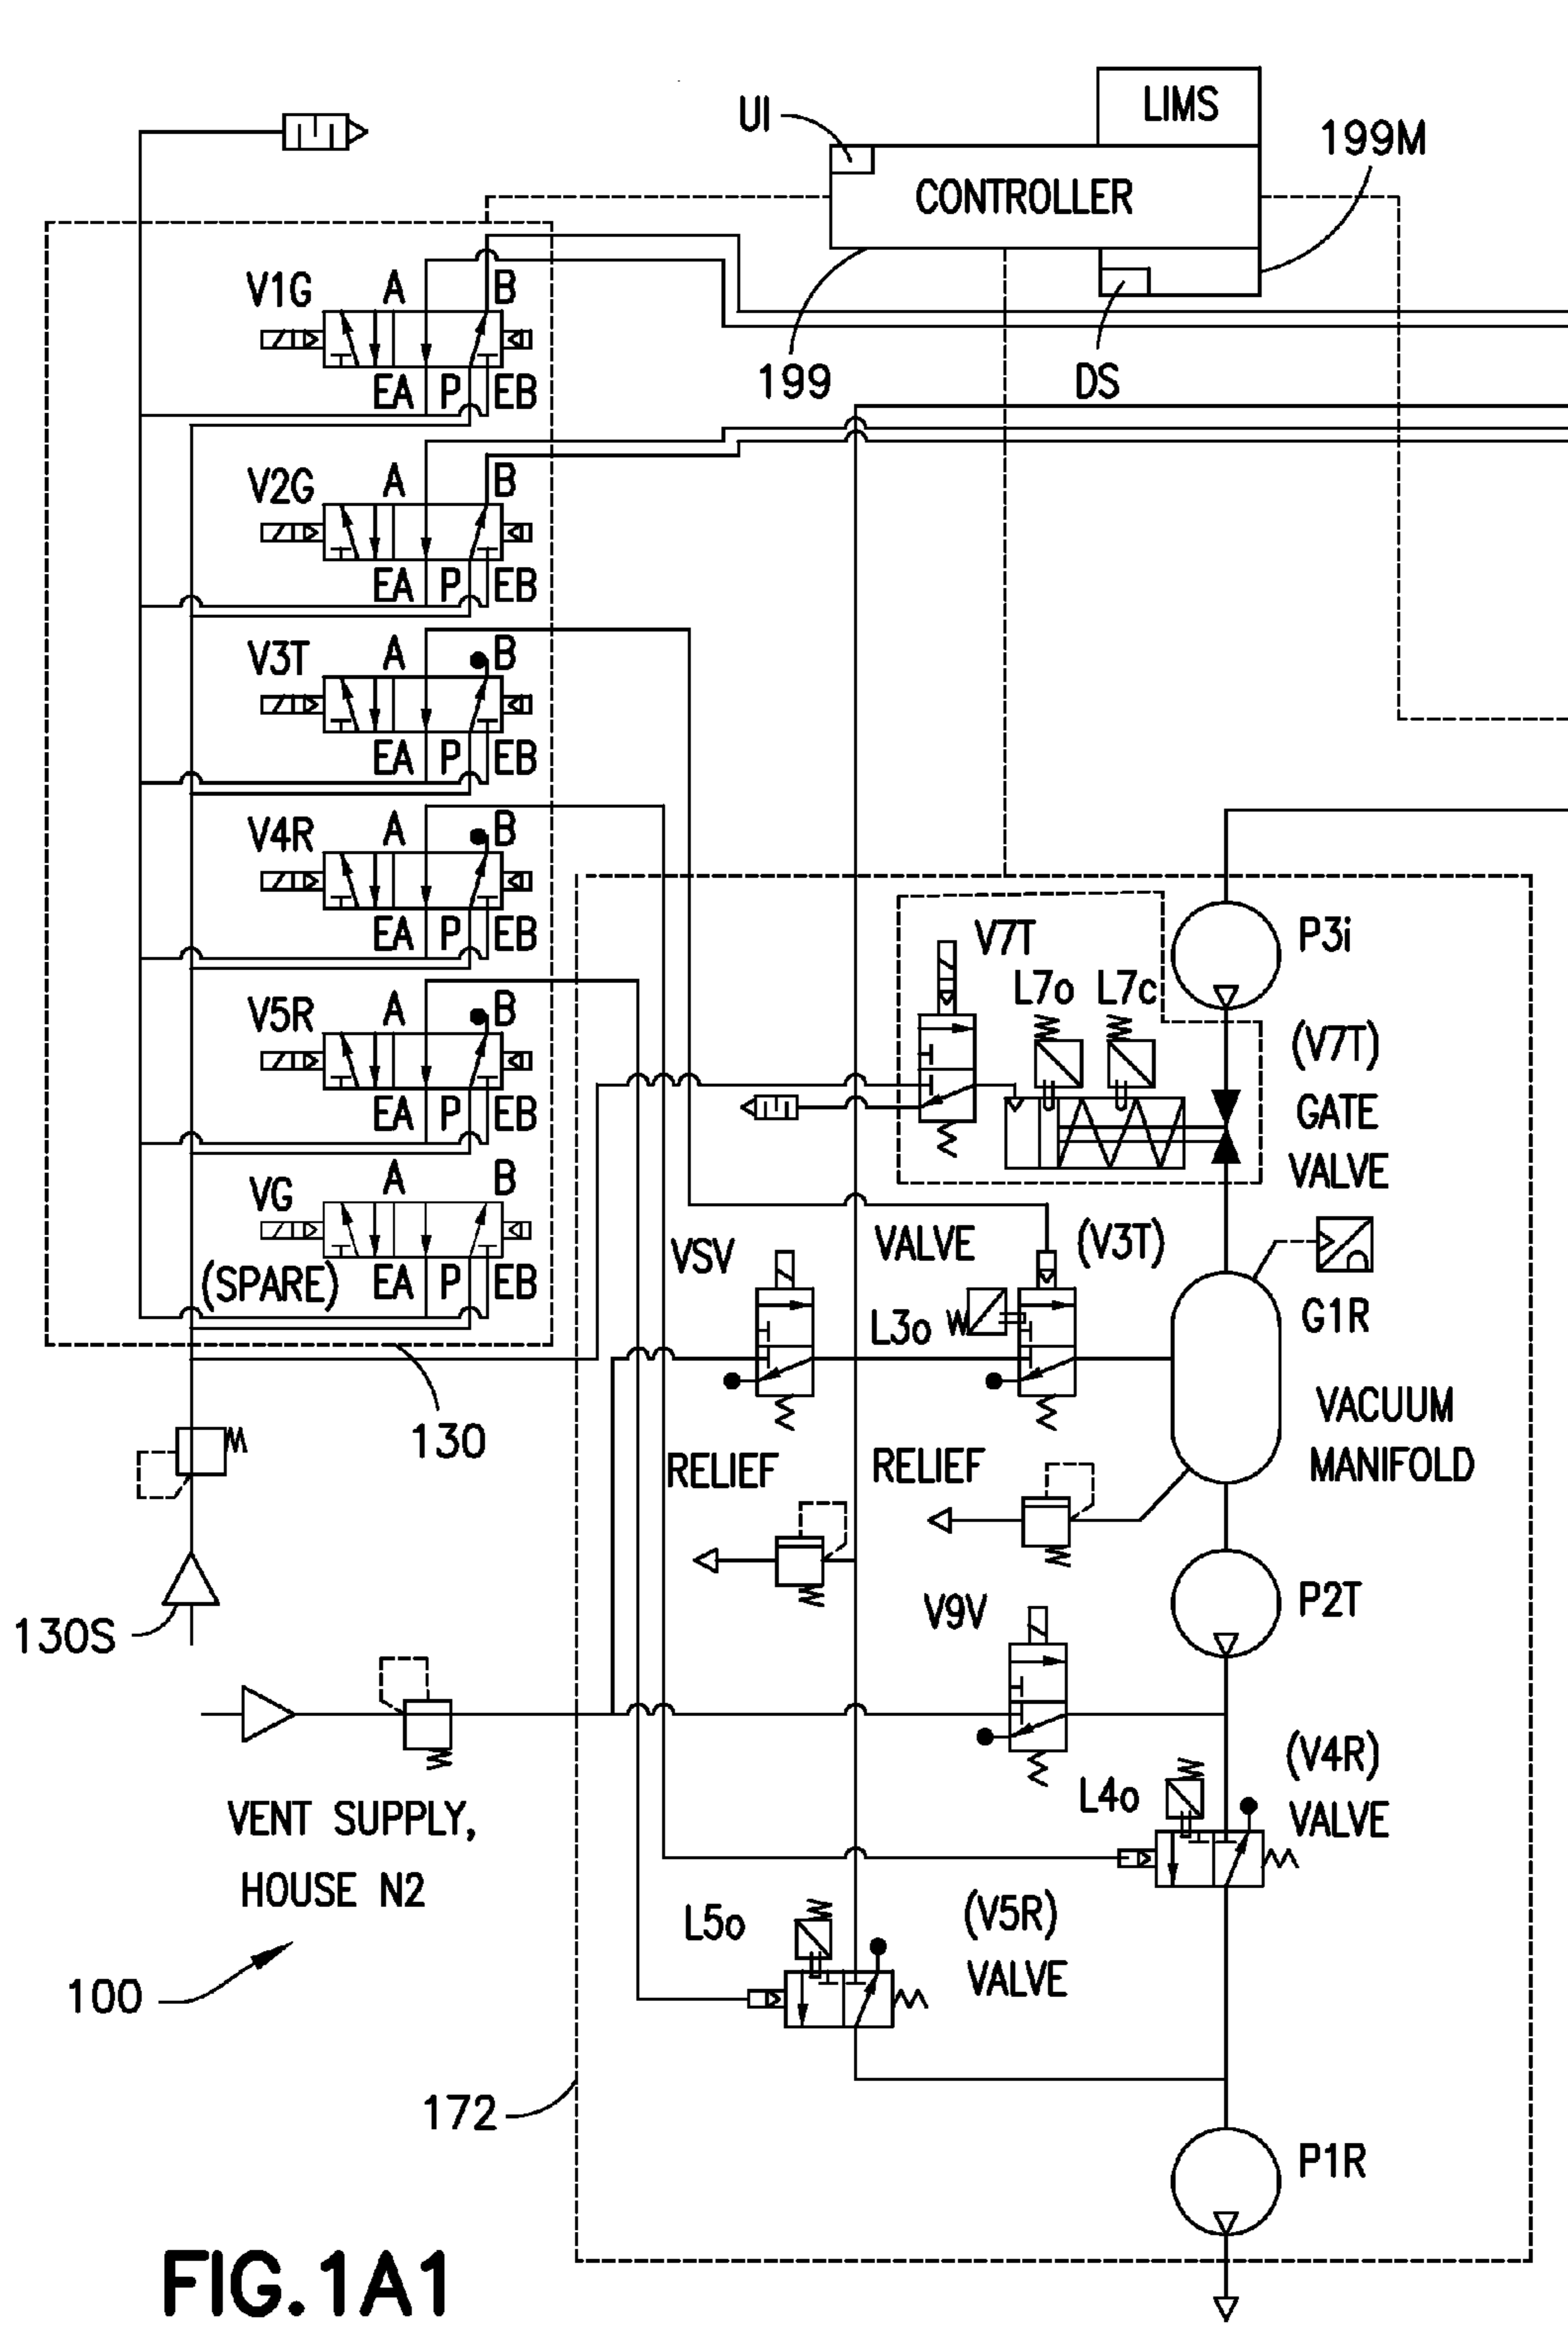 LIMS
UI
199M
CONTROLLER
199
DS
V1G
A
B
EA
P
EB
V2G
A
B
EA
P
EB
V3T
A
B
EA
P
EB
V4R
A
B
EA
P
EB
V5R
A
B
EA
P
EB
VG
A
B
(SPARE)
EA
P
EB
130
130S
VENT SUPPLY,
HOUSE N2
100
172
V7T
L7o
L7c
P3i
(V7T)
GATE
VALVE
VSV
VALVE
(V3T)
L3o
G1R
VACUUM
MANIFOLD
RELIEF
RELIEF
V9V
P2T
L4o
(V4R)
VALVE
L5o
(V5R)
VALVE
P1R
FIG.1A1